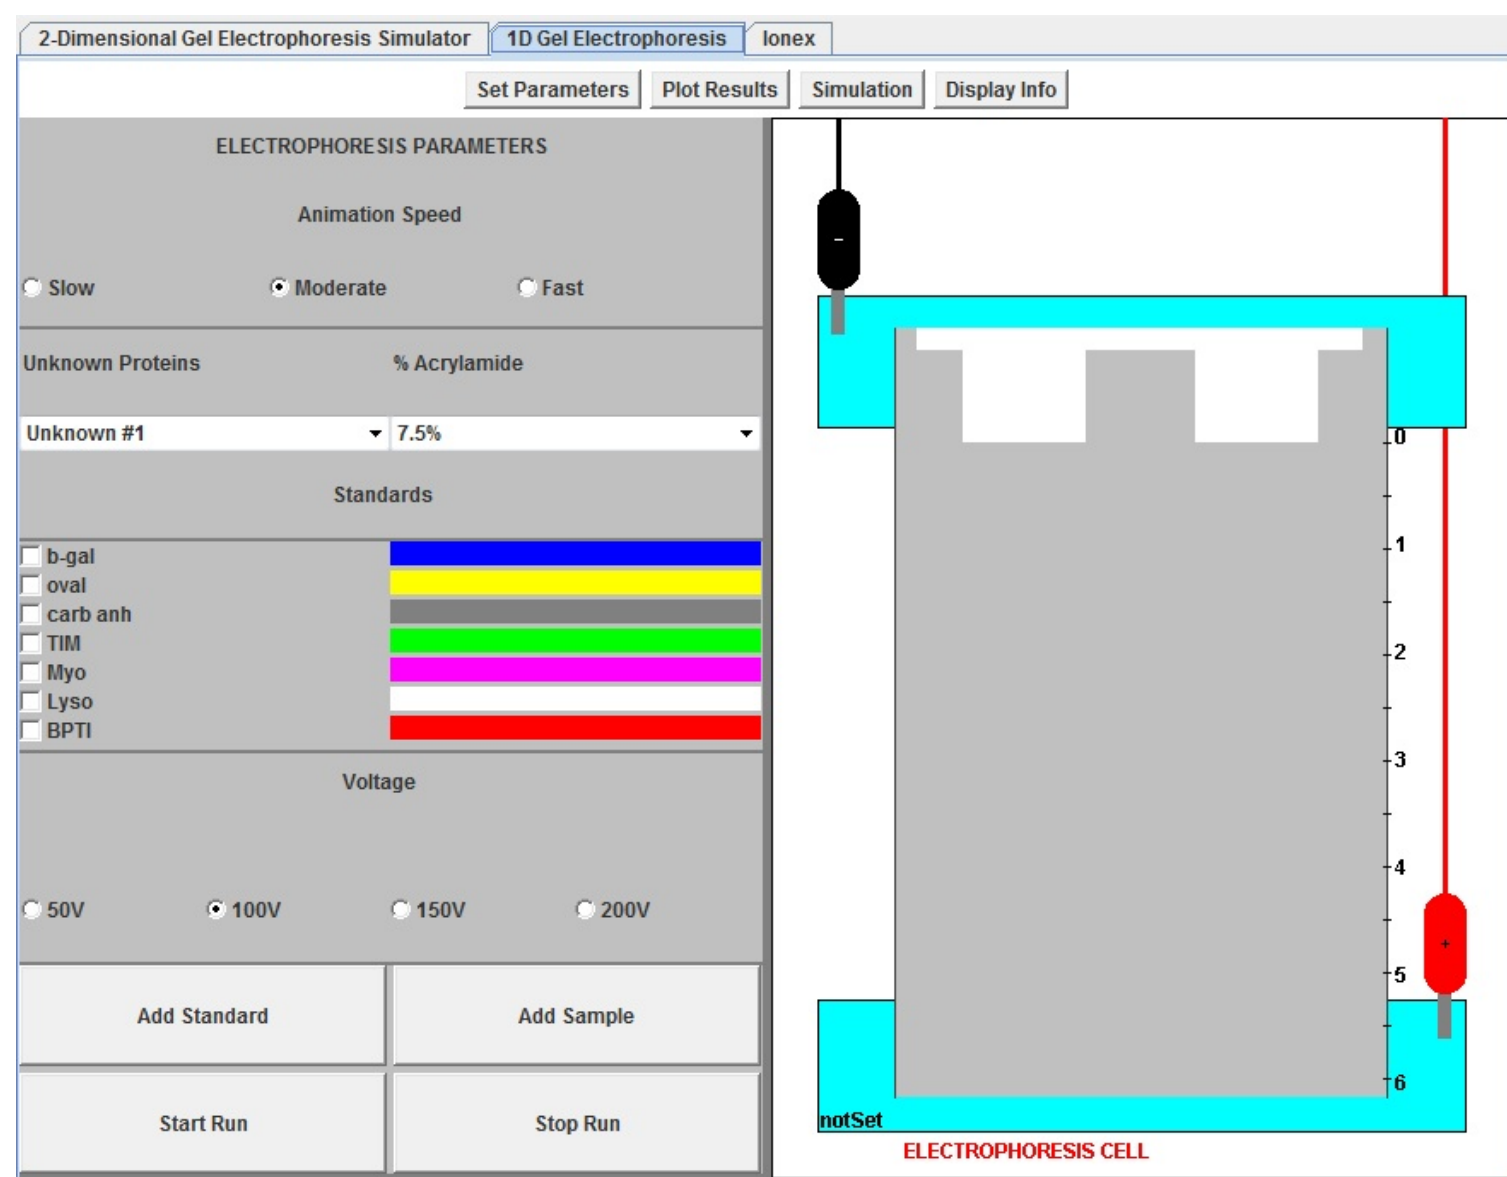 2-Dimensional Gel Electrophoresis Simulator 1D Gel Electrophoresis Ionex
Set Parameters Plot Results Simulation Display Info
ELECTROPHORESIS PARAMETERS
Animation Speed
Slow Moderate Fast
Unknown Proteins % Acrylamide
Unknown #1 7.5%
Standards
b-gal
oval
carb anh
TIM
Myo
Lyso
BPTI
Voltage
50V 100V 150V 200V
Add Standard Add Sample
Start Run Stop Run
-
0
1
2
3
4
+
5
6
notSet
ELECTROPHORESIS CELL